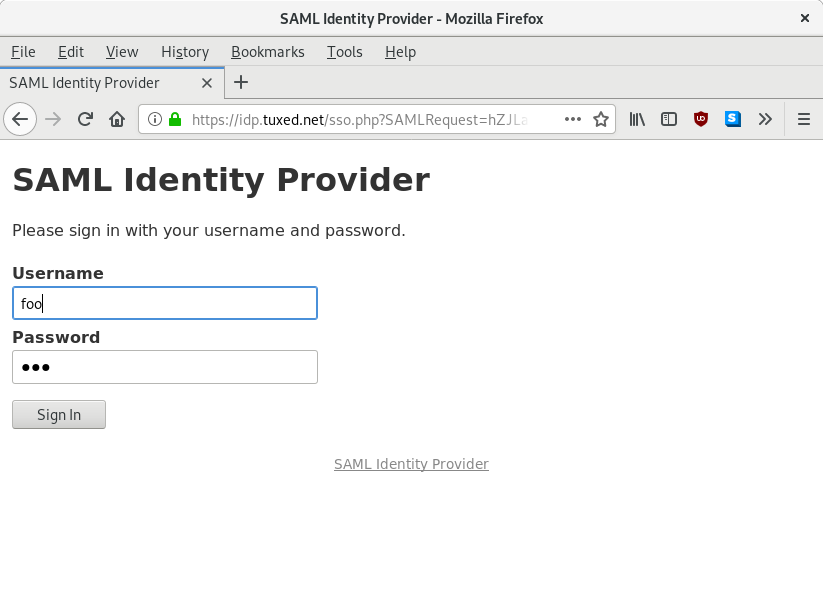 SAML Identity Provider - Mozilla Firefox
File Edit View History Bookmarks Tools Help
SAML Identity Provider
https://idp.tuxed.net/sso.php?SAMLRequest=hZJLa
SAML Identity Provider
Please sign in with your username and password.
Username
foo
Password
•••
Sign In
SAML Identity Provider